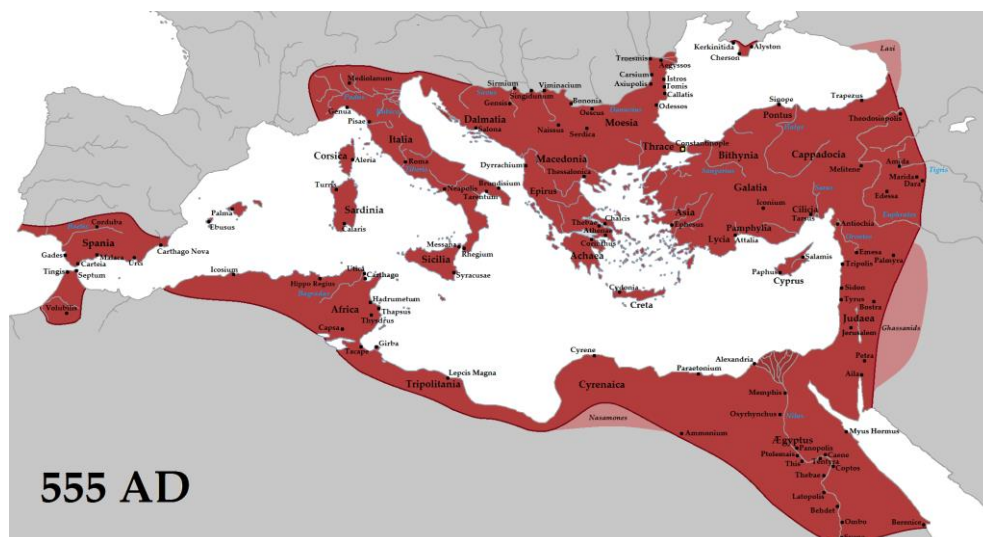 Kerkinitida
Alyston
Cherson
Lazi
Troesmis
Aegyssos
Carsium
Axiupolis
Istros
Tomis
Callatis
Odessos
Mediolanum
Sirmium
Viminacium
Singidunum
Bononia
Oescus
Dalmatia
Moesia
Genua
Pisae
Salona
Naissus
Serdica
Sinope
Pontus
Trapezus
Theodosiopolis
Italia
Thrace
Constantinople
Bithynia
Cappadocia
Corsica
Aleria
Roma
Dyrrachium
Macedonia
Thessalonica
Melitene
Amida
Marida
Dara
Tigris
Turris
Neapolis
Brundisium
Tarentum
Epirus
Galatia
Edessa
Sardinia
Asia
Iconium
Cilicia
Tarsus
Palma
Ebusus
Calaris
Thebae
Chalcis
Athenae
Ephesus
Pamphylia
Antiochia
Euphrates
Corduba
Spania
Carthago Nova
Messana
Rhegium
Corinthus
Achaea
Lycia
Attalia
Salamis
Orontes
Emesa
Palmyra
Gades
Malaca
Carteia
Urci
Tingis
Septum
Icosium
Utica
Carthago
Hippo Regius
Sicilia
Syracusae
Paphus
Cyprus
Tripolis
Cydonia
Creta
Sidon
Tyrus
Bostra
Volubilis
Africa
Hadrumetum
Thapsus
Thysdrus
Capsa
Judaea
Jerusalem
Ghassanids
Tacape
Girba
Cyrene
Alexandria
Petra
Aila
Tripolitania
Lepcis Magna
Cyrenaica
Paraetonium
Memphis
Nasamones
Oxyrhynchus
Nilus
Ammonium
Myus Hormus
Ægyptus
Panopolis
Ptolemais
Caene
This
Tentyra
Coptos
Thebae
Latopolis
Behdet
555 AD
Ombo
Berenice